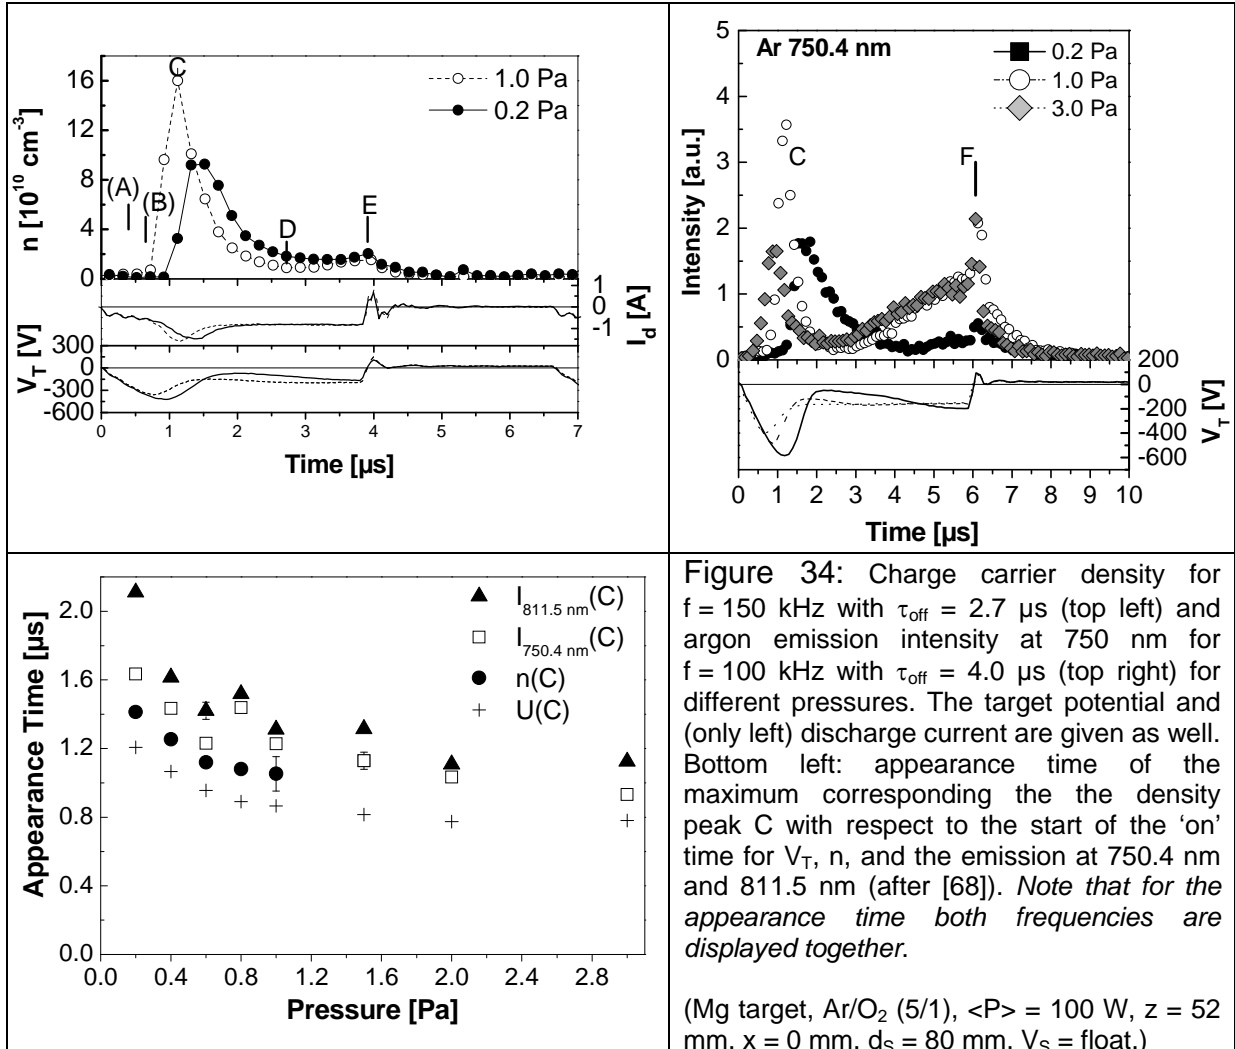 C
16
1.0 Pa
0.2 Pa
12
8
(A)
(B)
4
D
E
0
n [10^10 cm^-3]
1
0
-1
I_d [A]
300
0
-300
-600
V_T [V]
0 1 2 3 4 5 6 7
Time [µs]
5
Ar 750.4 nm
0.2 Pa
1.0 Pa
3.0 Pa
4
3
C
F
2
1
0
Intensity [a.u.]
200
0
-200
-400
-600
V_T [V]
0 1 2 3 4 5 6 7 8 9 10
Time [µs]
2.0
I_811.5 nm(C)
I_750.4 nm(C)
n(C)
U(C)
1.6
1.2
0.8
0.4
0.0
Appearance Time [µs]
0.0 0.4 0.8 1.2 1.6 2.0 2.4 2.8
Pressure [Pa]
Figure 34: Charge carrier density for
f = 150 kHz with τ_off = 2.7 µs (top left) and
argon emission intensity at 750 nm for
f = 100 kHz with τ_off = 4.0 µs (top right) for
different pressures. The target potential and
(only left) discharge current are given as well.
Bottom left: appearance time of the
maximum corresponding the the density
peak C with respect to the start of the ‘on’
time for V_T, n, and the emission at 750.4 nm
and 811.5 nm (after [68]). Note that for the
appearance time both frequencies are
displayed together.
(Mg target, Ar/O_2 (5/1), <P> = 100 W, z = 52
mm, x = 0 mm, d_S = 80 mm, V_S = float.)